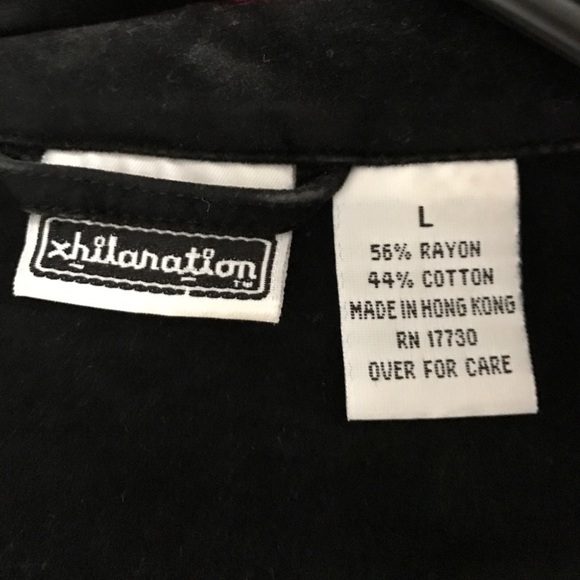 xhilaration
TM
L
56% RAYON
44% COTTON
MADE IN HONG KONG
RN 17730
OVER FOR CARE